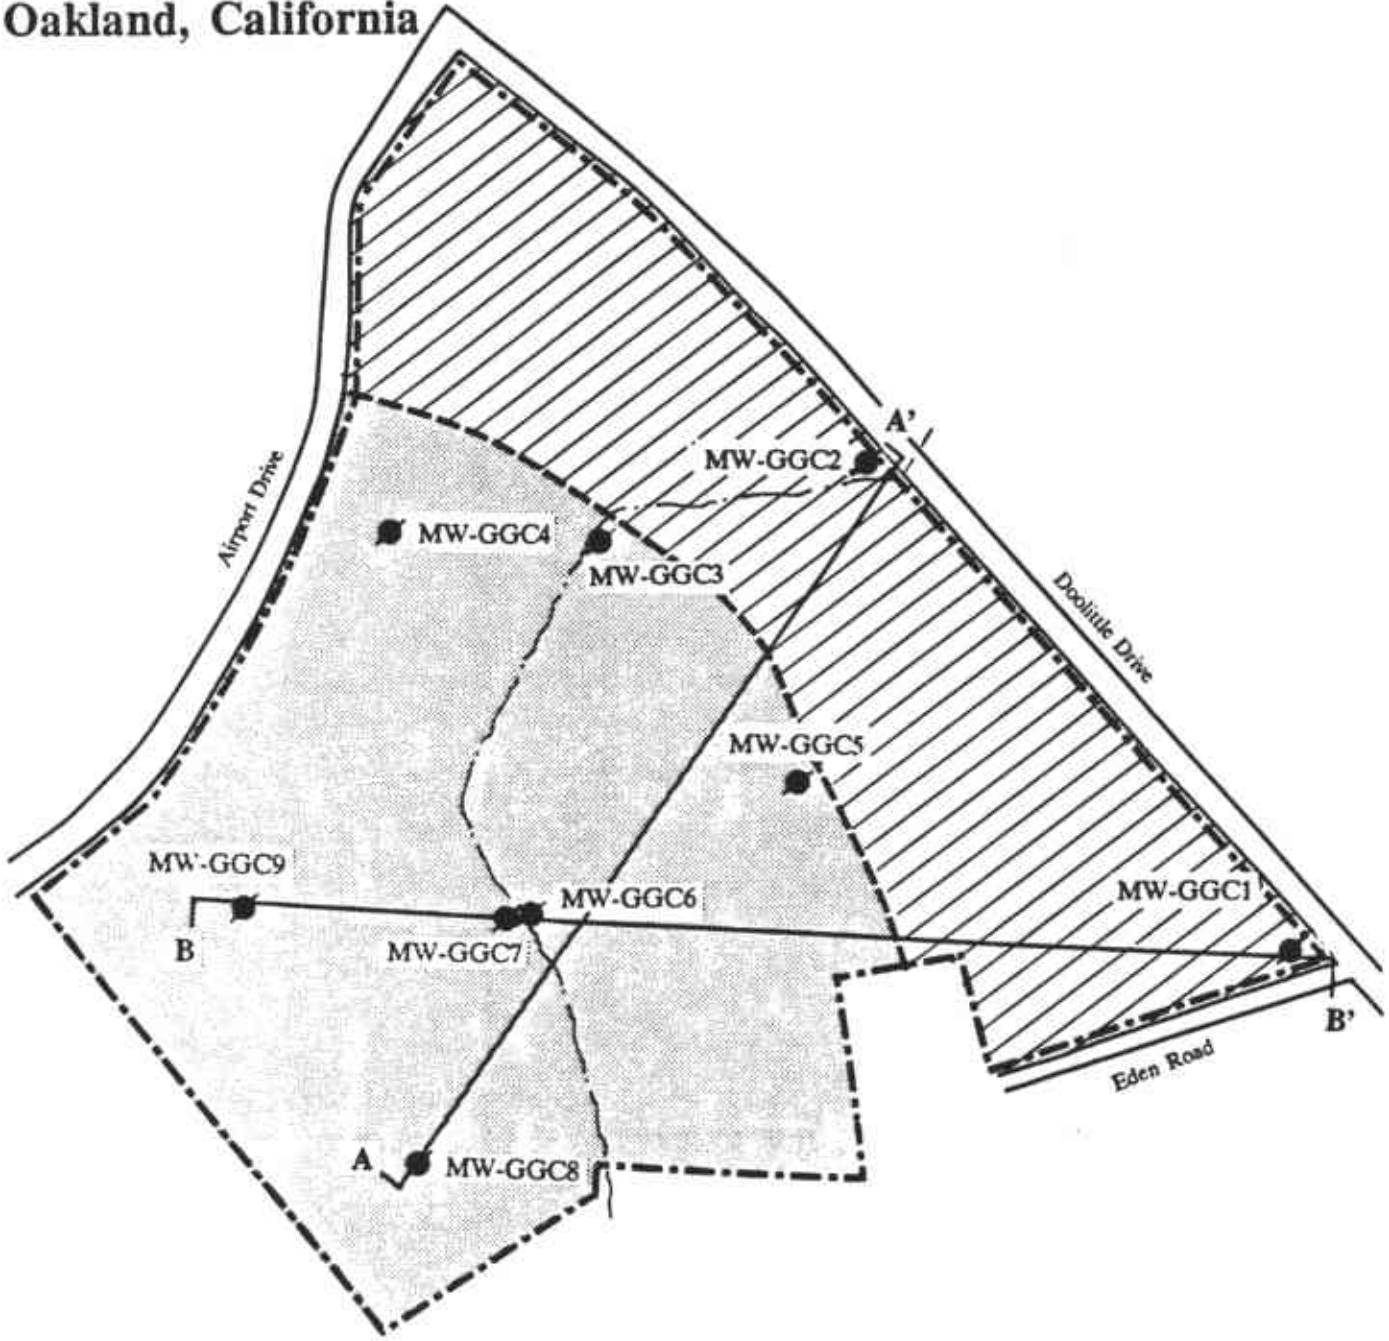 Oakland, California
A’
MW-GGC2
Airport Drive
MW-GGC4
MW-GGC3
Doolittle Drive
MW-GGC5
MW-GGC9
MW-GGC6
MW-GGC1
B
MW-GGC7
B’
Eden Road
A
MW-GGC8